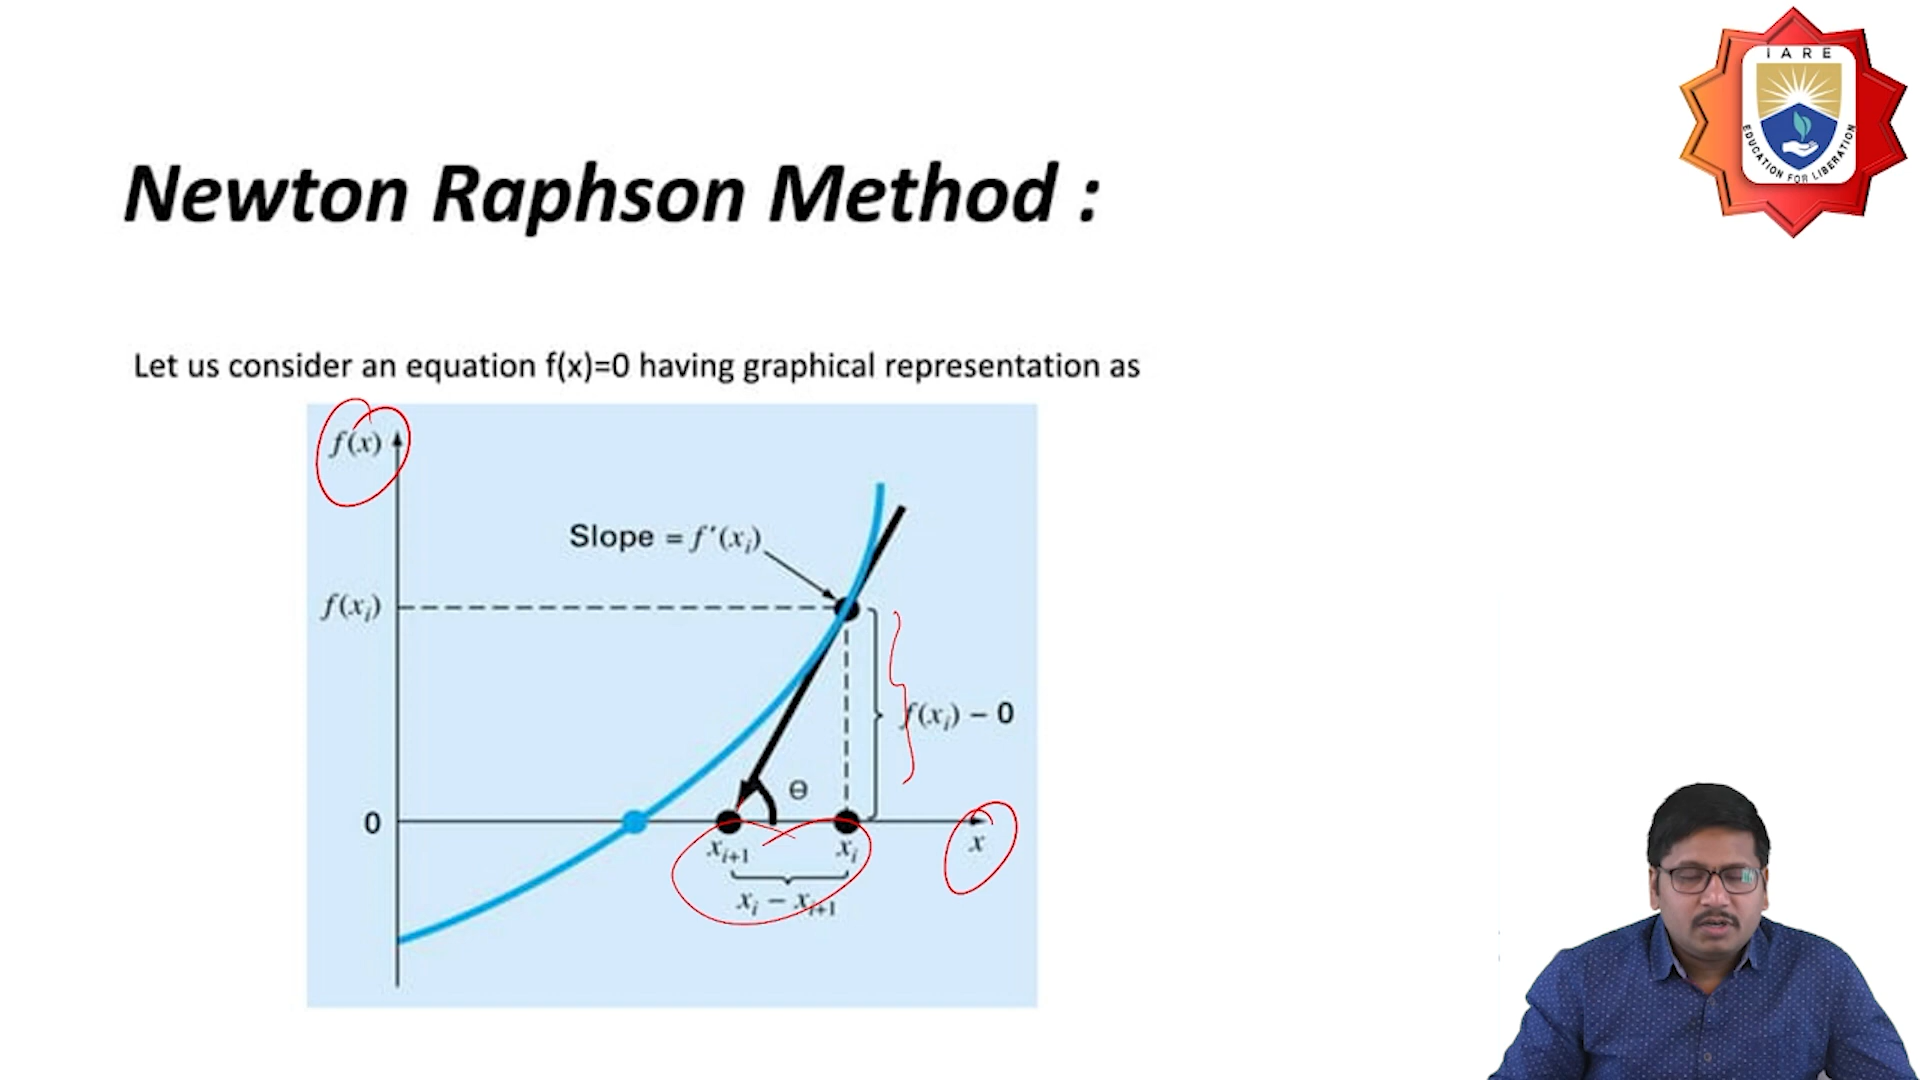 IARE
EDUCATION FOR LIBERATION
Newton Raphson Method :
Let us consider an equation f(x)=0 having graphical representation as
f(x)
Slope = f′(xᵢ)
f(xᵢ)
f(xᵢ) – 0
θ
0
xᵢ₊₁
xᵢ
x
xᵢ – xᵢ₊₁